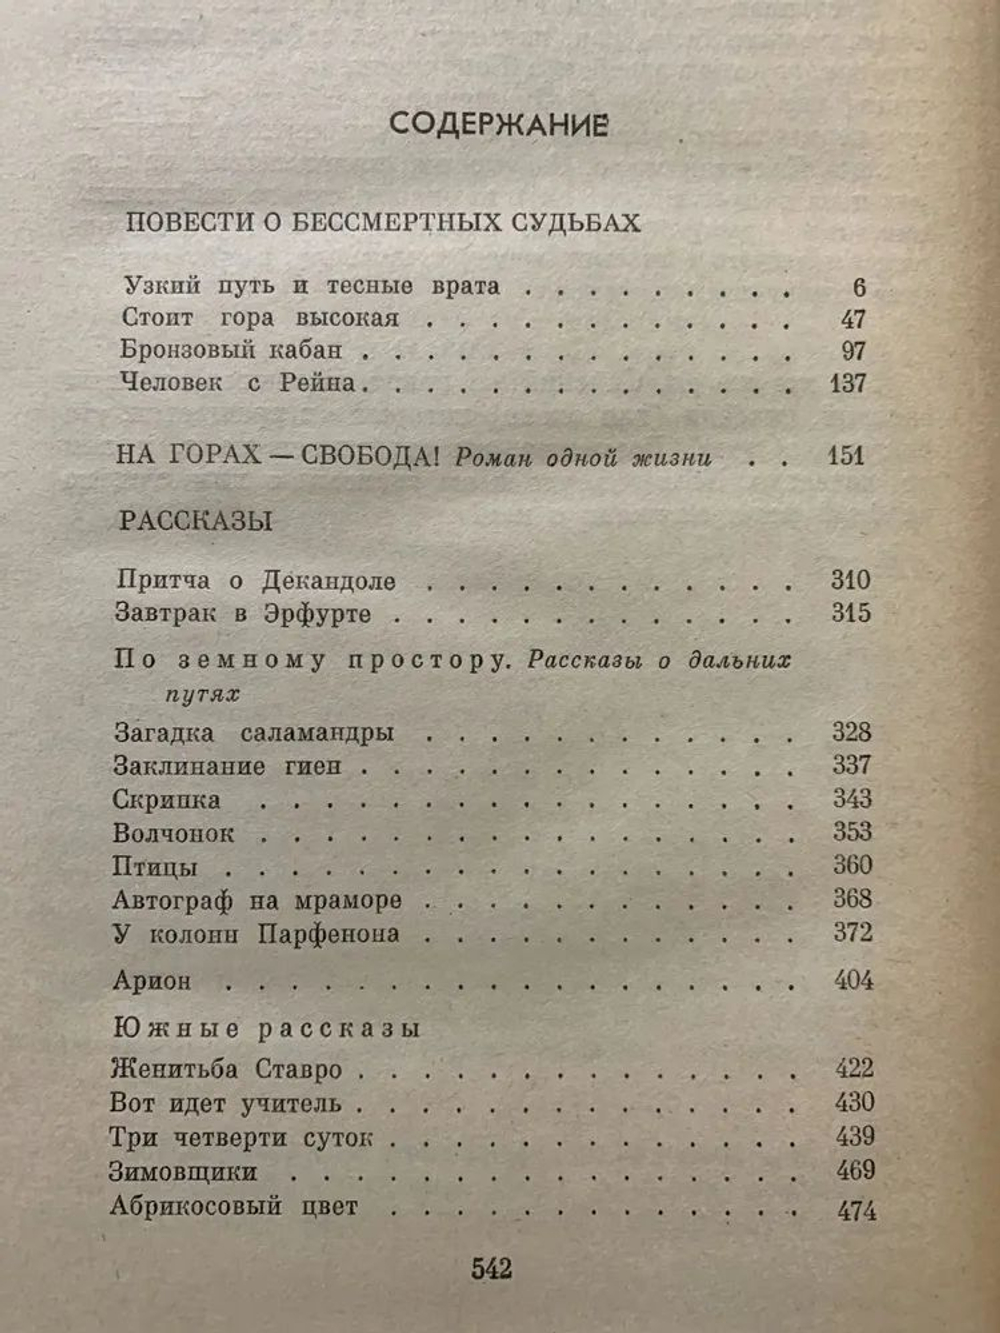 СОДЕРЖАНИЕ
ПОВЕСТИ О БЕССМЕРТНЫХ СУДЬБАХ
Узкий путь и тесные врата . . . . . . . . . 6
Стоит гора высокая . . . . . . . . . . . . 47
Бронзовый кабан . . . . . . . . . . . . . . 97
Человек с Рейна . . . . . . . . . . . . . . 137
НА ГОРАХ — СВОБОДА! Роман одной жизни . . 151
РАССКАЗЫ
Притча о Декандоле . . . . . . . . . . . . 310
Завтрак в Эрфурте . . . . . . . . . . . . . 315
По земному простору. Рассказы о дальних
путях
Загадка саламандры . . . . . . . . . . . . 328
Заклинание гиен . . . . . . . . . . . . . . 337
Скрипка . . . . . . . . . . . . . . . . . 343
Волчонок . . . . . . . . . . . . . . . . . 353
Птицы . . . . . . . . . . . . . . . . . . 360
Автограф на мраморе . . . . . . . . . . . . 368
У колонн Парфенона . . . . . . . . . . . . 372
Арион . . . . . . . . . . . . . . . . . . 404
Южные рассказы
Женитьба Ставро . . . . . . . . . . . . . . 422
Вот идет учитель . . . . . . . . . . . . . . 430
Три четверти суток . . . . . . . . . . . . . 439
Зимовщики . . . . . . . . . . . . . . . . 469
Абрикосовый цвет . . . . . . . . . . . . . 474
542